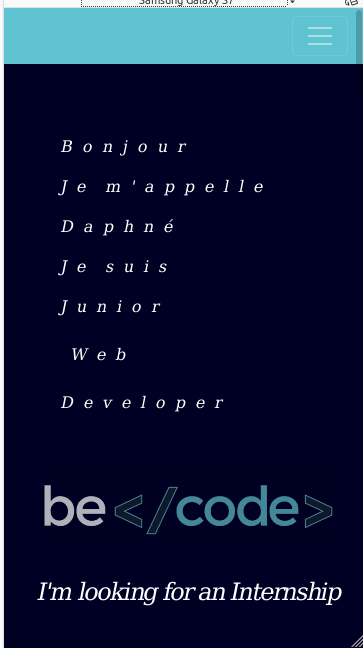 Samsung Galaxy S7
Bonjour
Je m'appelle
Daphné
Je suis
Junior
Web
Developer
be</code>
I'm looking for an Internship